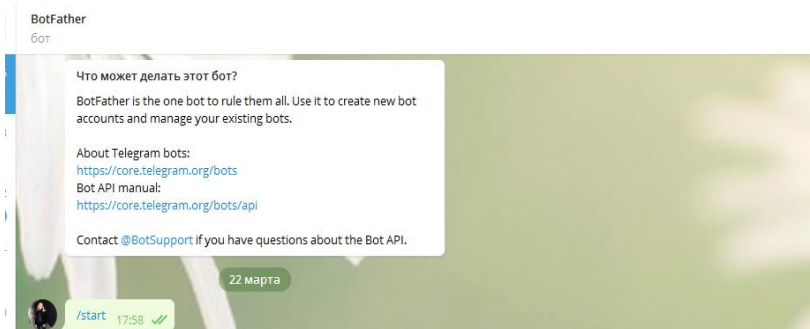 BotFather
бот
Что может делать этот бот?
BotFather is the one bot to rule them all. Use it to create new bot
accounts and manage your existing bots.
About Telegram bots:
https://core.telegram.org/bots
Bot API manual:
https://core.telegram.org/bots/api
Contact @BotSupport if you have questions about the Bot API.
22 марта
/start 17:58